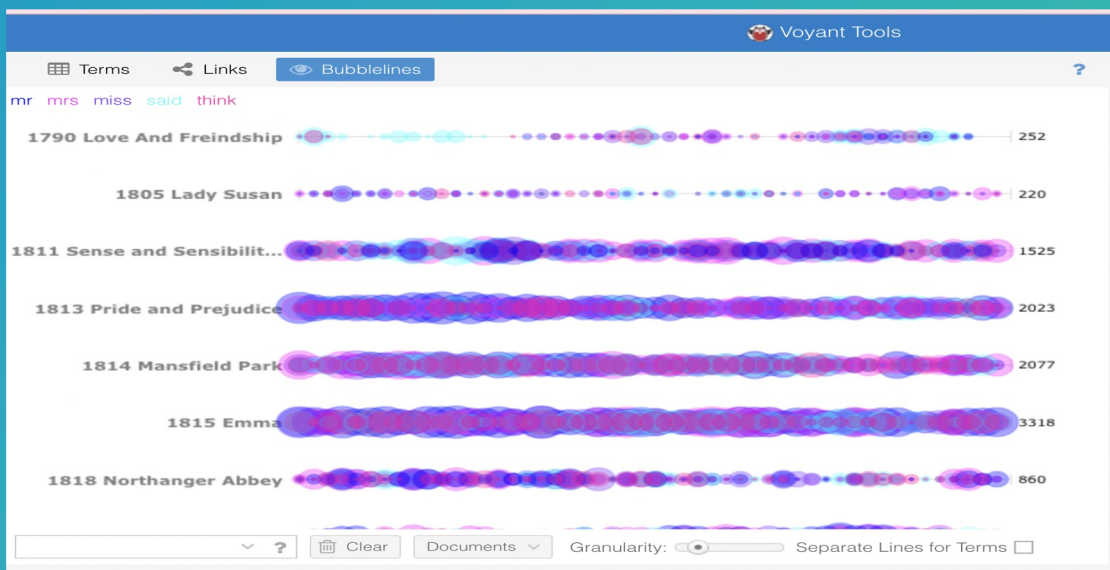 Voyant Tools
Terms Links Bubblelines ?
mr mrs miss said think
1790 Love And Freindship 252
1805 Lady Susan 220
1811 Sense and Sensibilit... 1525
1813 Pride and Prejudice 2023
1814 Mansfield Park 2077
1815 Emma 3318
1818 Northanger Abbey 860
? Clear Documents Granularity: Separate Lines for Terms